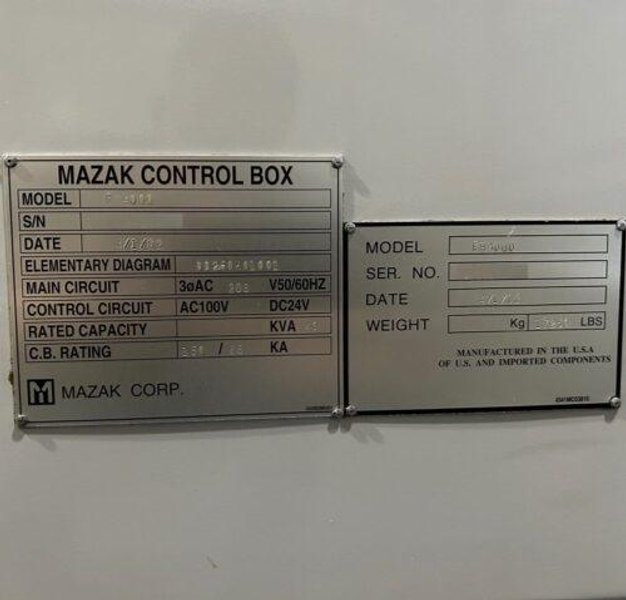 MAZAK CONTROL BOX
MODEL
S/N
DATE
ELEMENTARY DIAGRAM
MAIN CIRCUIT 3øAC 208 V50/60HZ
CONTROL CIRCUIT AC100V DC24V
RATED CAPACITY KVA
C.B. RATING / KA
MAZAK CORP.
MODEL
SER. NO.
DATE
WEIGHT Kg LBS
MANUFACTURED IN THE U.S.A
OF U.S. AND IMPORTED COMPONENTS